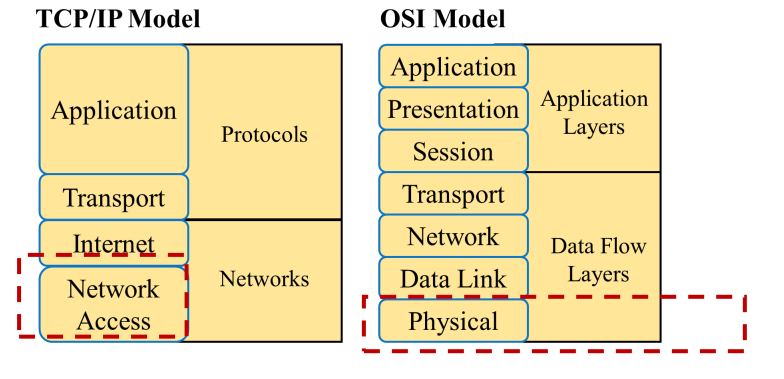 TCP/IP Model
Application
Transport
Internet
Network
Access
Protocols
Networks
OSI Model
Application
Presentation
Session
Transport
Network
Data Link
Physical
Application
Layers
Data Flow
Layers